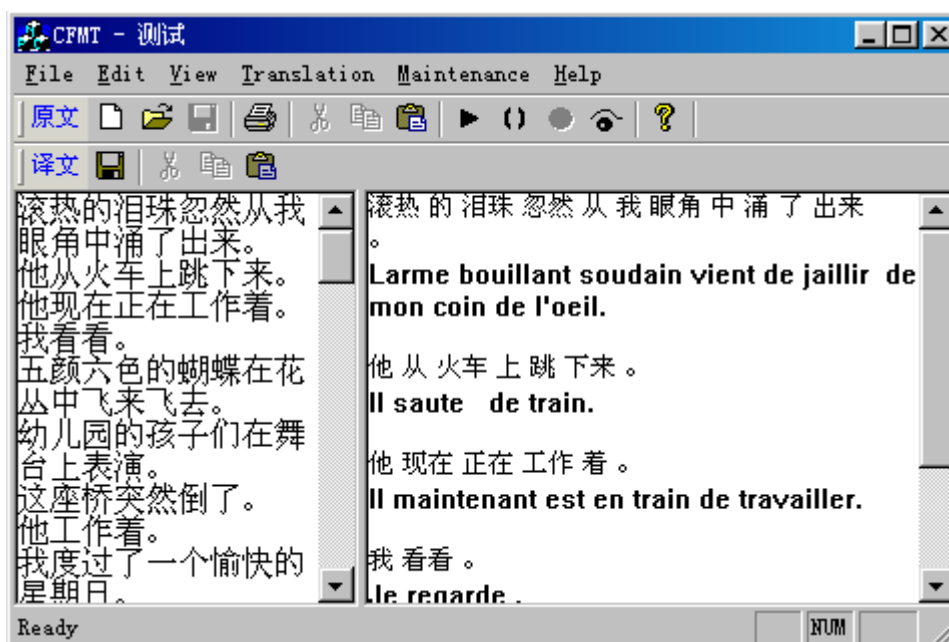 CFMT - 测试
File Edit View Translation Maintenance Help
原文
译文
滚热的泪珠忽然从我
眼角中涌了出来。
他从火车上跳下来。
他现在正在工作着。
我看看。
五颜六色的蝴蝶在花
丛中飞来飞去。
幼儿园的孩子们在舞
台上表演。
这座桥突然倒了。
他工作着。
我度过了一个愉快的
星期日。
滚热 的 泪珠 忽然 从 我 眼角 中 涌 了 出来
。
Larme bouillant soudain vient de jaillir de
mon coin de l'oeil.
他 从 火车 上 跳 下来 。
Il saute de train.
他 现在 正在 工作 着 。
Il maintenant est en train de travailler.
我 看看 。
Je regarde .
Ready
NUM